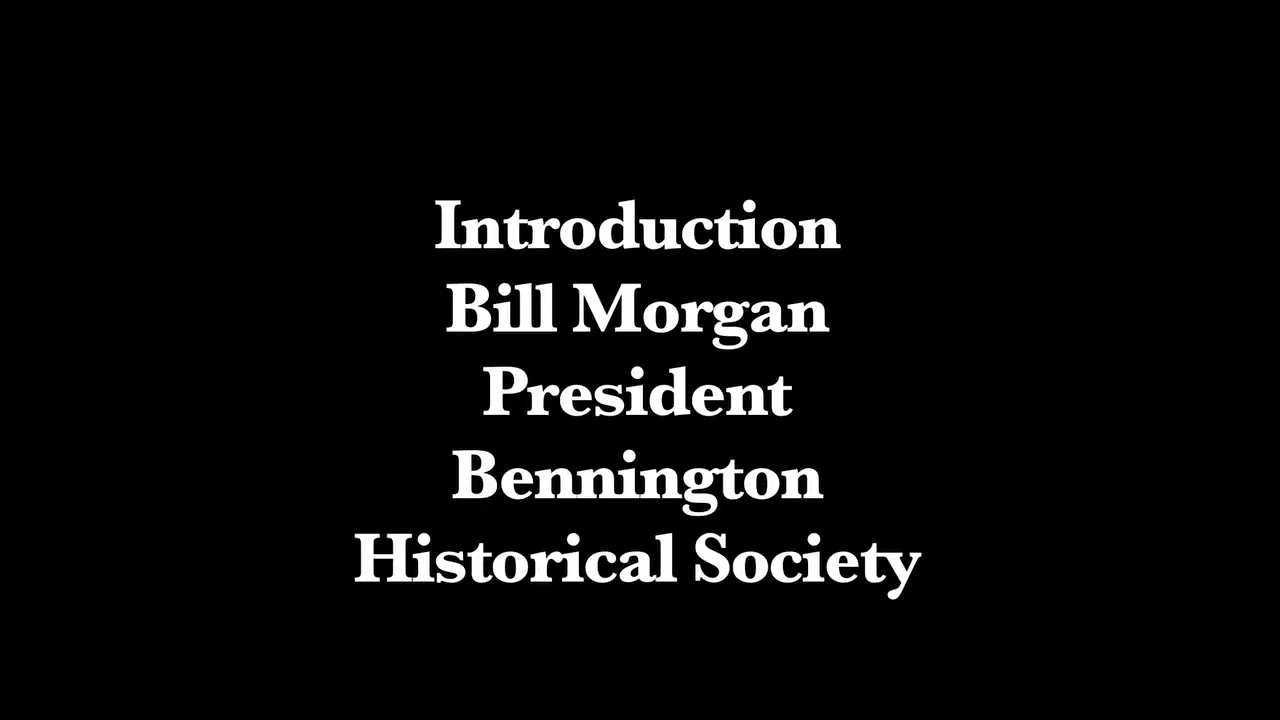 Introduction
Bill Morgan
President
Bennington
Historical Society